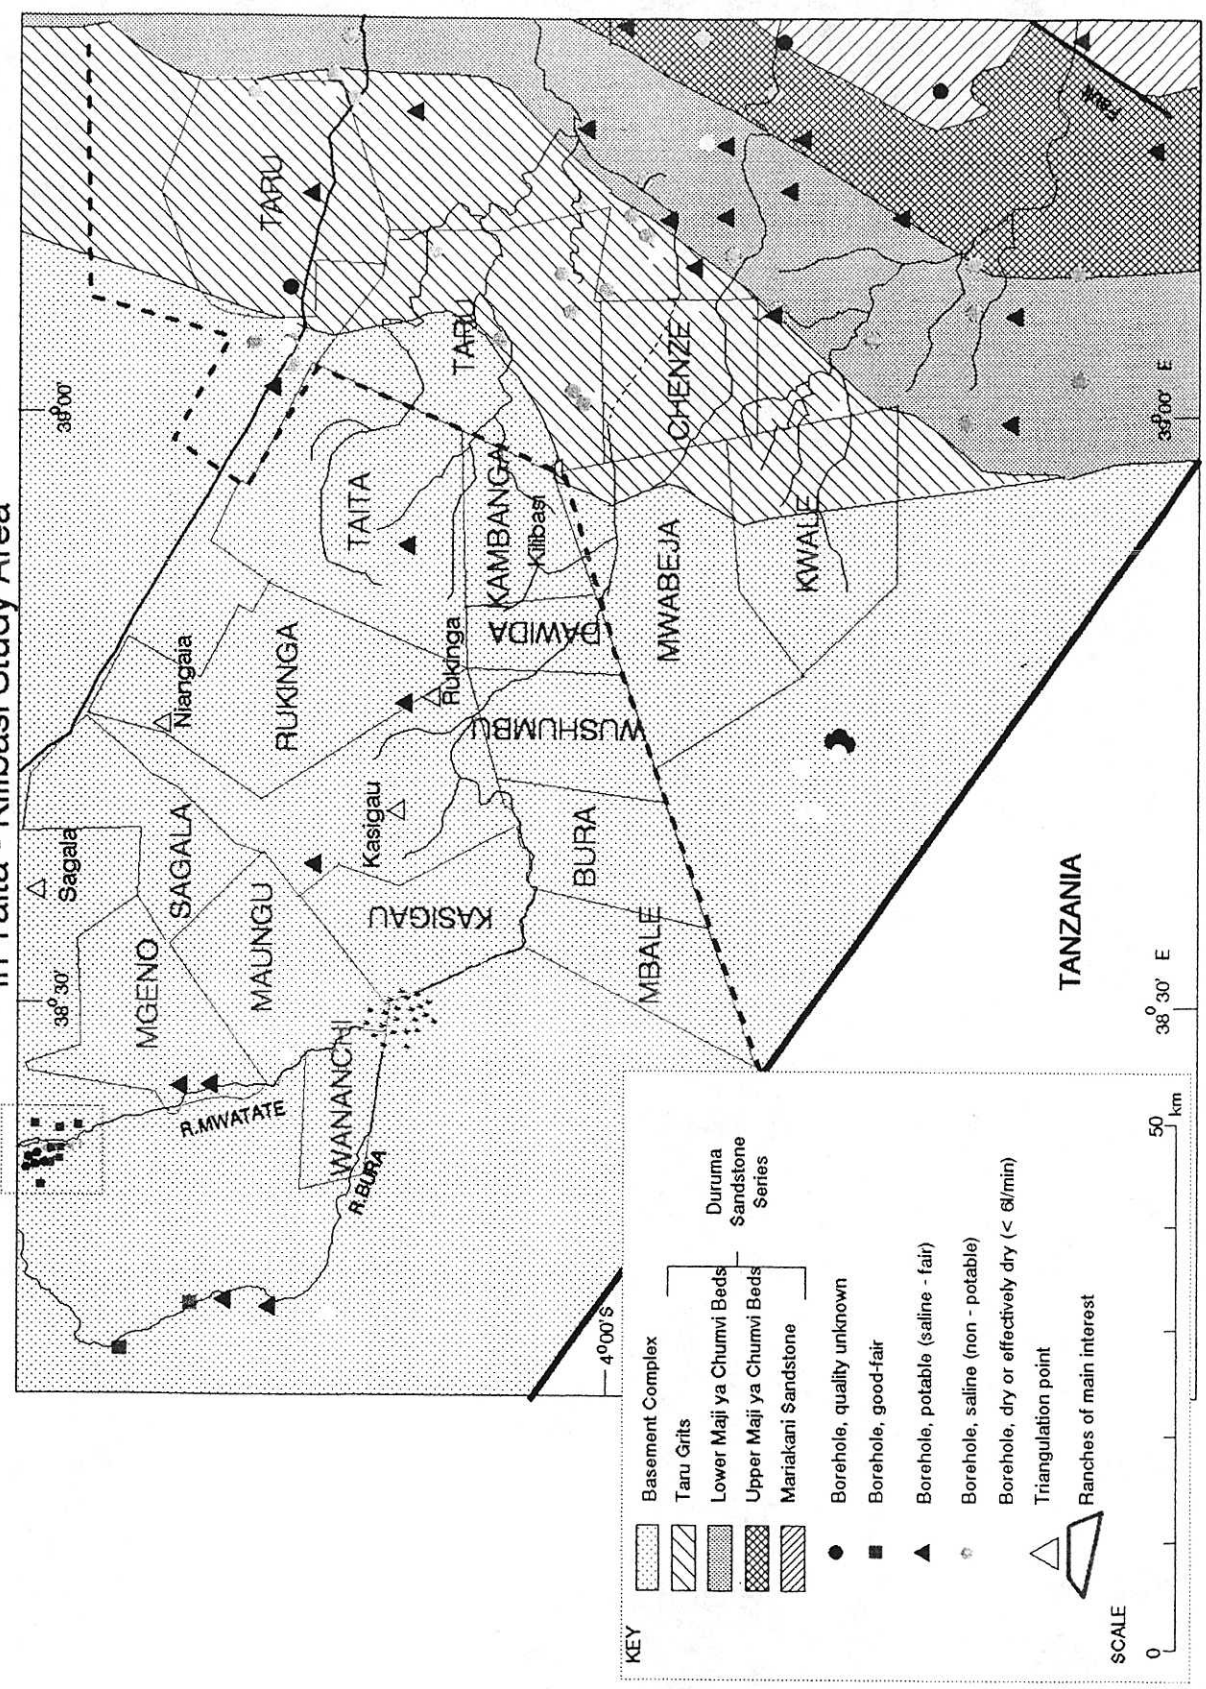 in Taita - Kilibasi Study Area
38°30'
39°00'
Sagala
MGENO
SAGALA
MAUNGU
Niangaia
RUKINGA
TARU
TAITA
Kasigau
Rukinga
KASIGAU
WANANCHI
R.MWATATE
R.BURA
TARU
KAMBANGA
Kilibasi
DAWIDA
WUSHUMBU
BURA
MBALE
MWABEJA
CHENZE
KWALE
Fault
TANZANIA
4°00'S
38°30' E
39°00' E
KEY
Basement Complex
Taru Grits
Lower Maji ya Chumvi Beds
Upper Maji ya Chumvi Beds
Mariakani Sandstone
Duruma
Sandstone
Series
Borehole, quality unknown
Borehole, good-fair
Borehole, potable (saline - fair)
Borehole, saline (non - potable)
Borehole, dry or effectively dry (< 6l/min)
Triangulation point
Ranches of main interest
SCALE
0
50
km